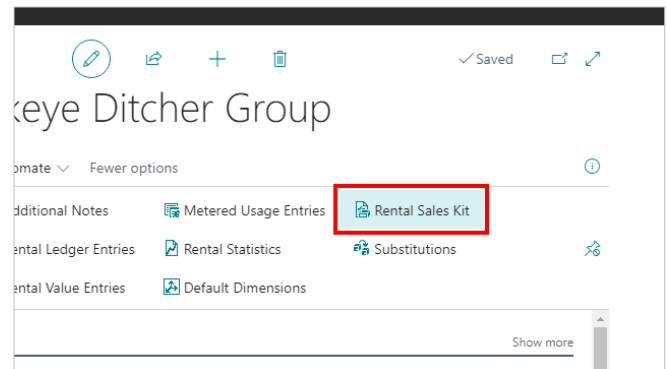 Saved
keye Ditcher Group
omate Fewer options
dditional Notes Metered Usage Entries Rental Sales Kit
ental Ledger Entries Rental Statistics Substitutions
ental Value Entries Default Dimensions
Show more